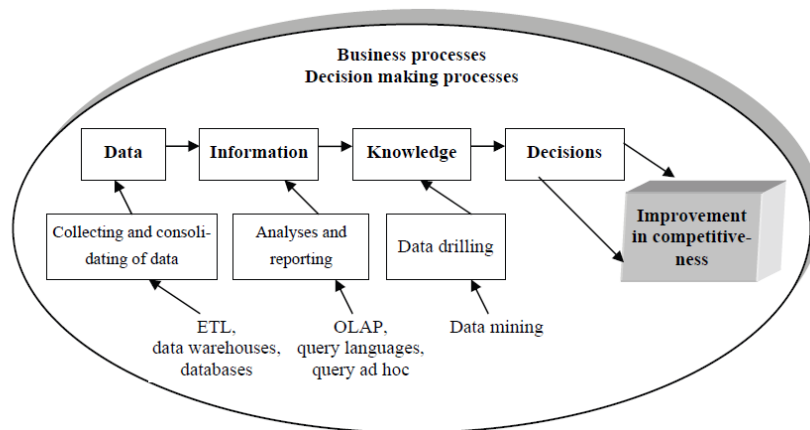 Business processes
Decision making processes
Data
Information
Knowledge
Decisions
Improvement
in competitive-
ness
Collecting and consoli-
dating of data
Analyses and
reporting
Data drilling
ETL,
data warehouses,
databases
OLAP,
query languages,
query ad hoc
Data mining